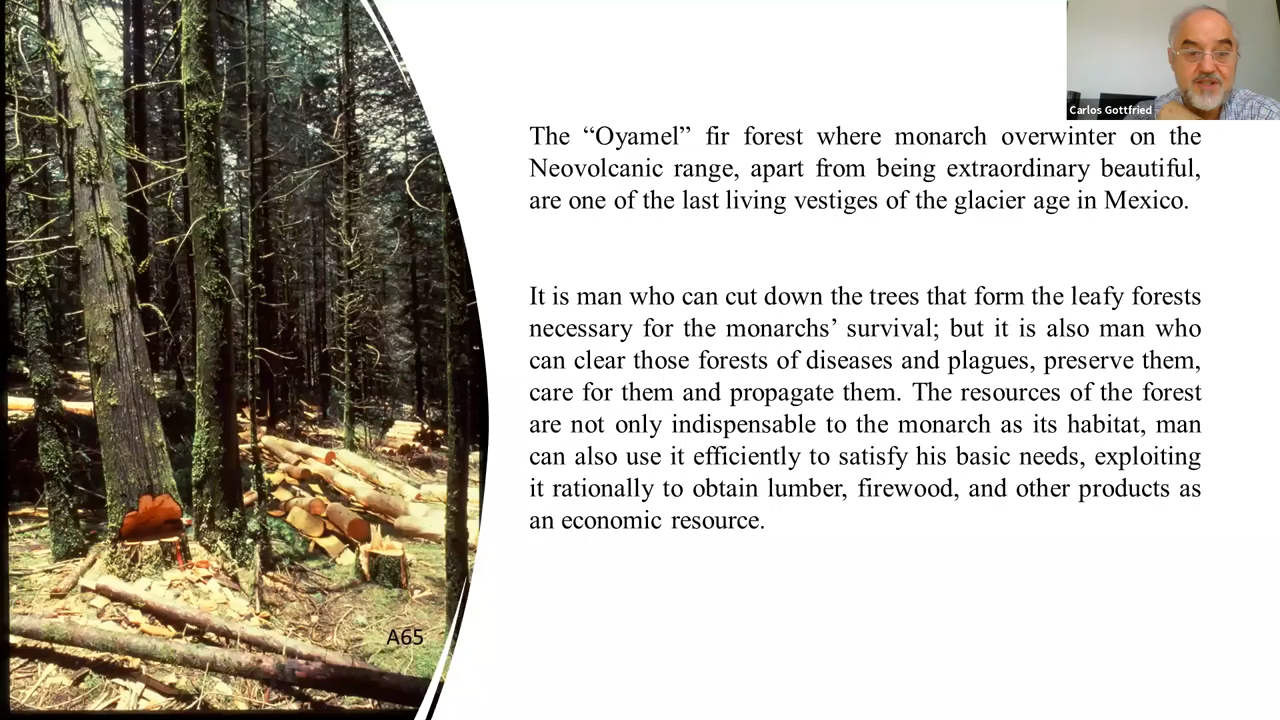 Carlos Gottfried
The “Oyamel” fir forest where monarch overwinter on the
Neovolcanic range, apart from being extraordinary beautiful,
are one of the last living vestiges of the glacier age in Mexico.
It is man who can cut down the trees that form the leafy forests
necessary for the monarchs’ survival; but it is also man who
can clear those forests of diseases and plagues, preserve them,
care for them and propagate them. The resources of the forest
are not only indispensable to the monarch as its habitat, man
can also use it efficiently to satisfy his basic needs, exploiting
it rationally to obtain lumber, firewood, and other products as
an economic resource.
A65